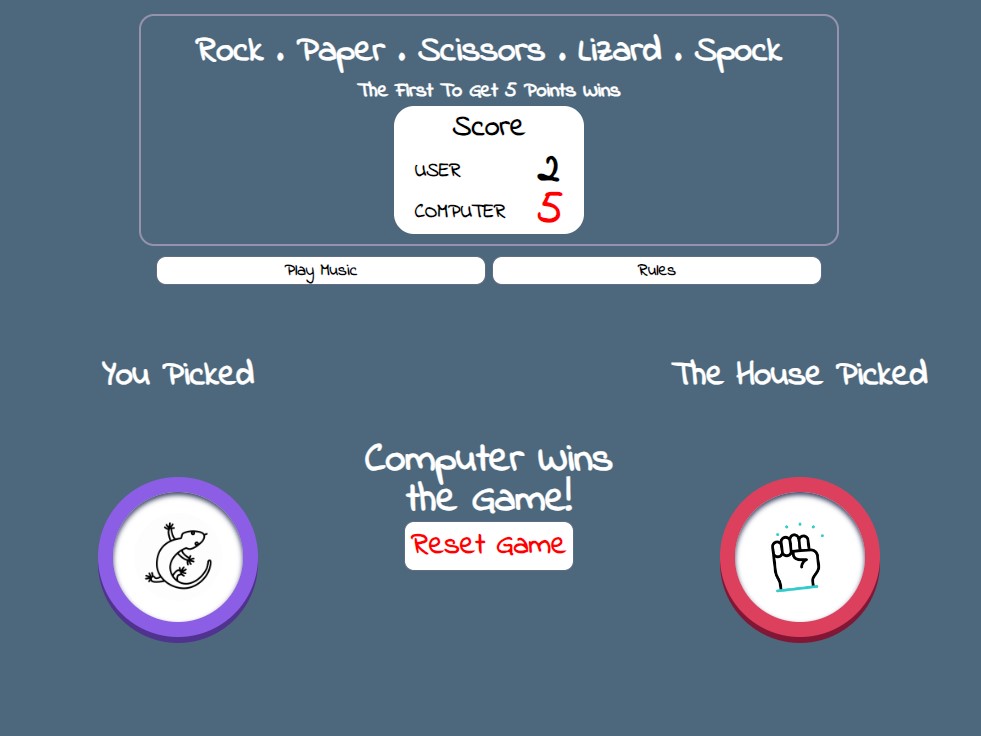 Rock . Paper . Scissors . Lizard . Spock
The First To Get 5 Points Wins
Score
USER 2
COMPUTER 5
Play Music Rules
You Picked The House Picked
Computer Wins
the Game!
Reset Game